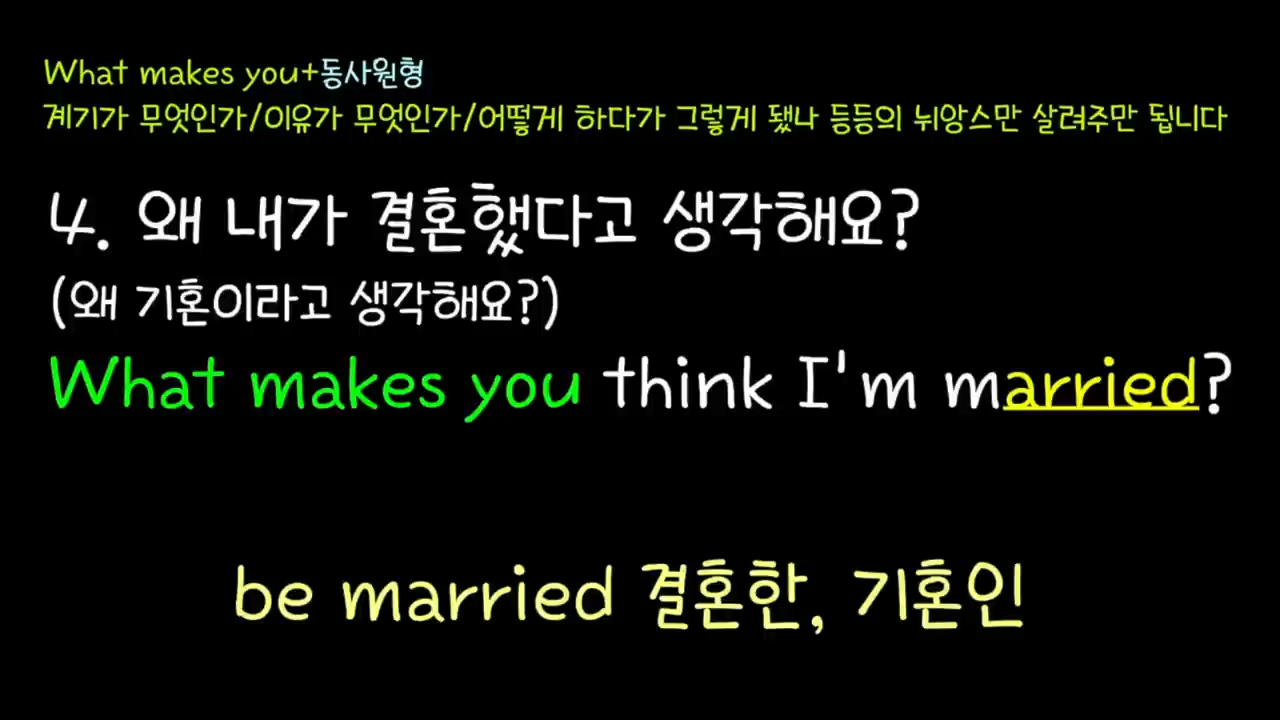 What makes you+동사원형
계기가 무엇인가/이유가 무엇인가/어떻게 하다가 그렇게 됐나 등등의 뉘앙스만 살려주만 됩니다
4. 왜 내가 결혼했다고 생각해요?
(왜 기혼이라고 생각해요?)
What makes you think I'm married?
be married 결혼한, 기혼인